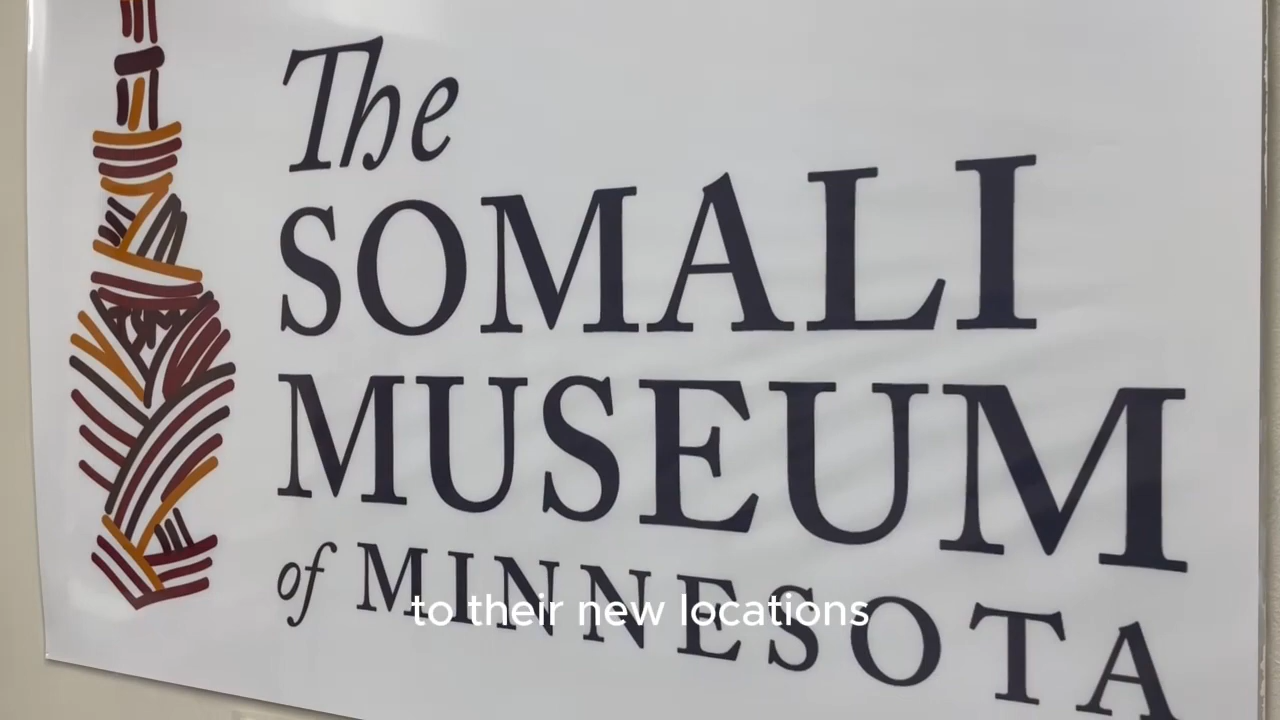 The
SOMALI
MUSEUM
of MINNESOTA
to their new locations